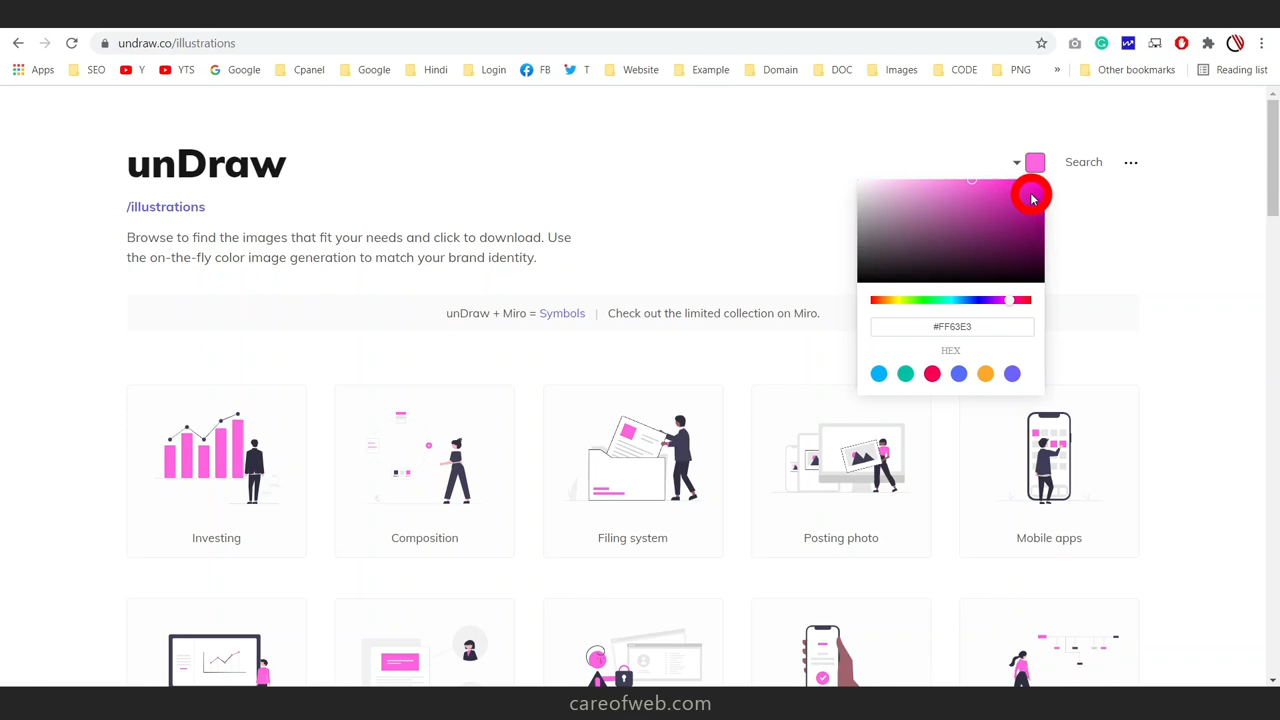 undraw.co/illustrations
Apps SEO Y YTS Google Cpanel Google Hindi Login FB T Website Example Domain DOC Images CODE PNG » Other bookmarks Reading list
unDraw
Search
/illustrations
Browse to find the images that fit your needs and click to download. Use
the on-the-fly color image generation to match your brand identity.
unDraw + Miro = Symbols | Check out the limited collection on Miro.
#FF63E3
HEX
Investing
Composition
Filing system
Posting photo
Mobile apps
careofweb.com